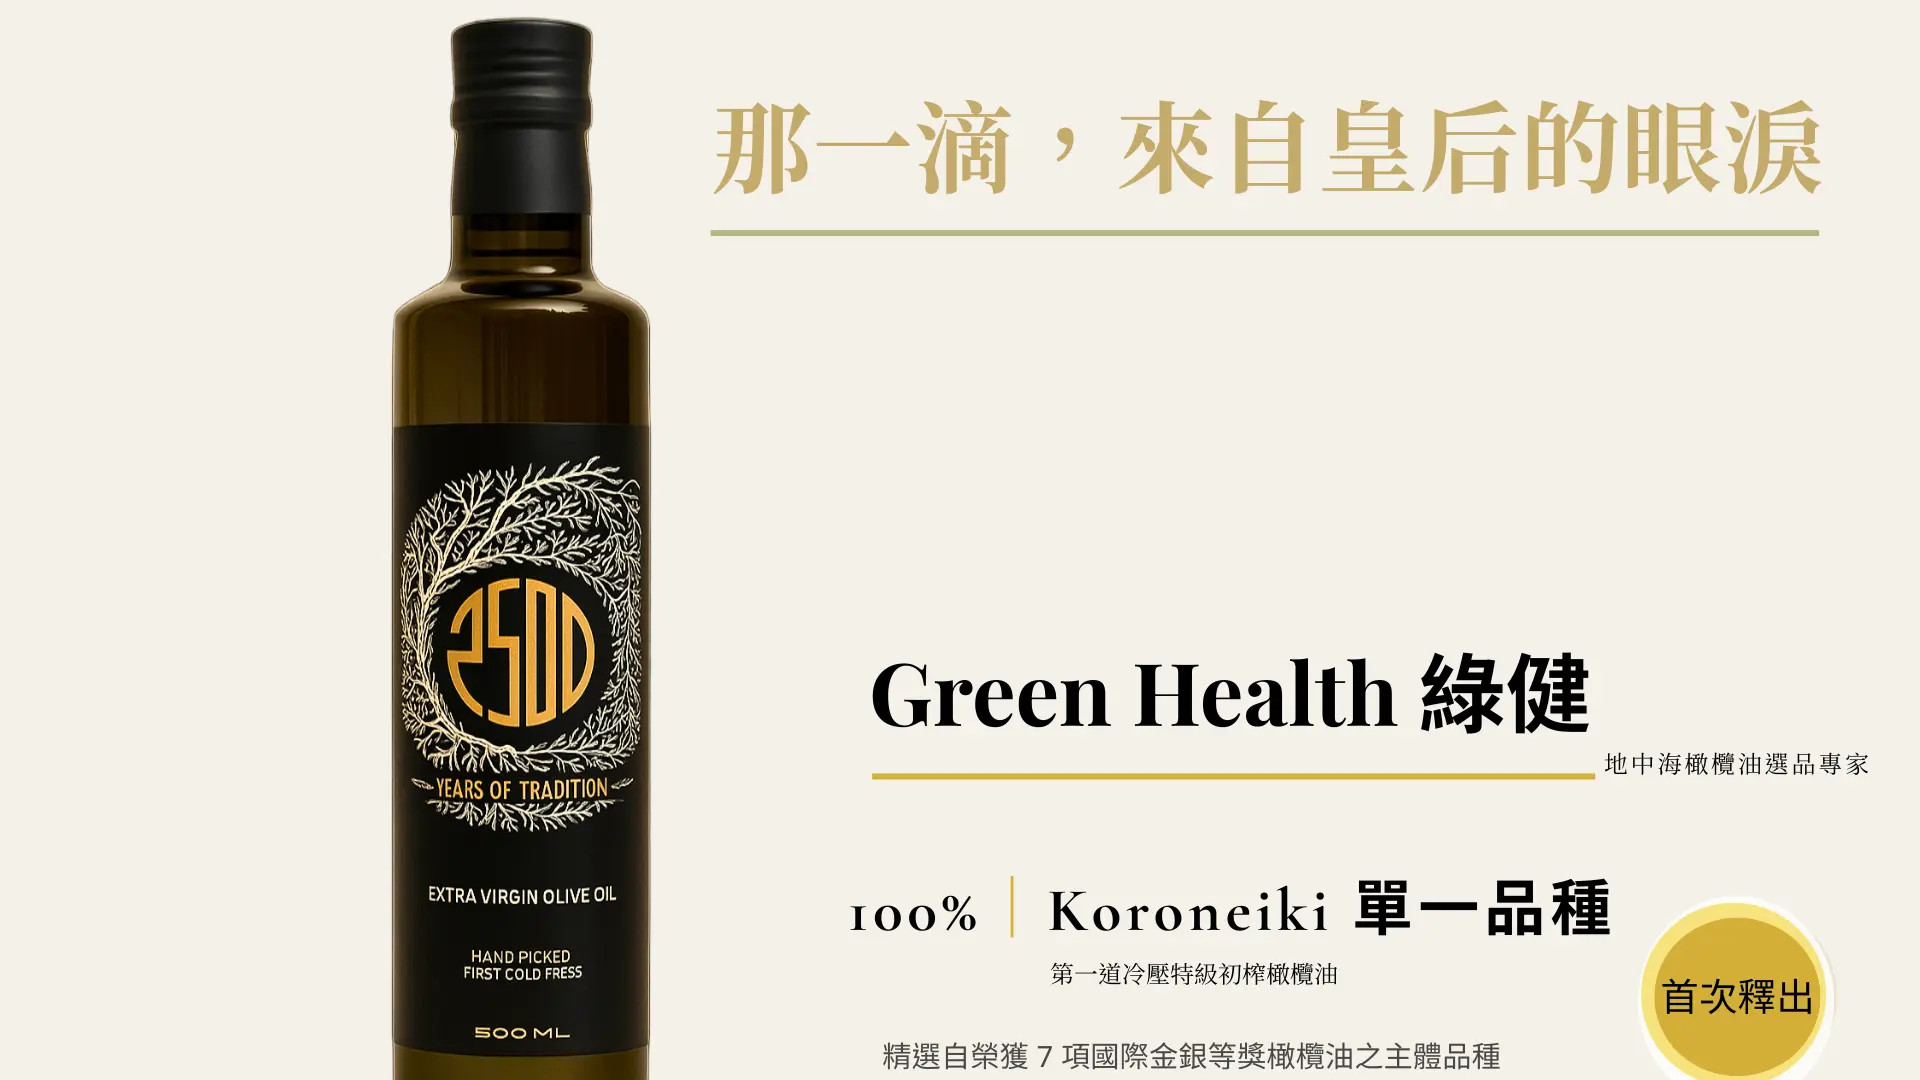 那一滴，來自皇后的眼淚
2500
YEARS OF TRADITION
EXTRA VIRGIN OLIVE OIL
HAND PICKED
FIRST COLD FRESS
500 ML
Green Health 綠健
地中海橄欖油選品專家
100% | Koroneiki 單一品種
第一道冷壓特級初榨橄欖油
首次釋出
精選自榮獲 7 項國際金銀等獎橄欖油之主體品種